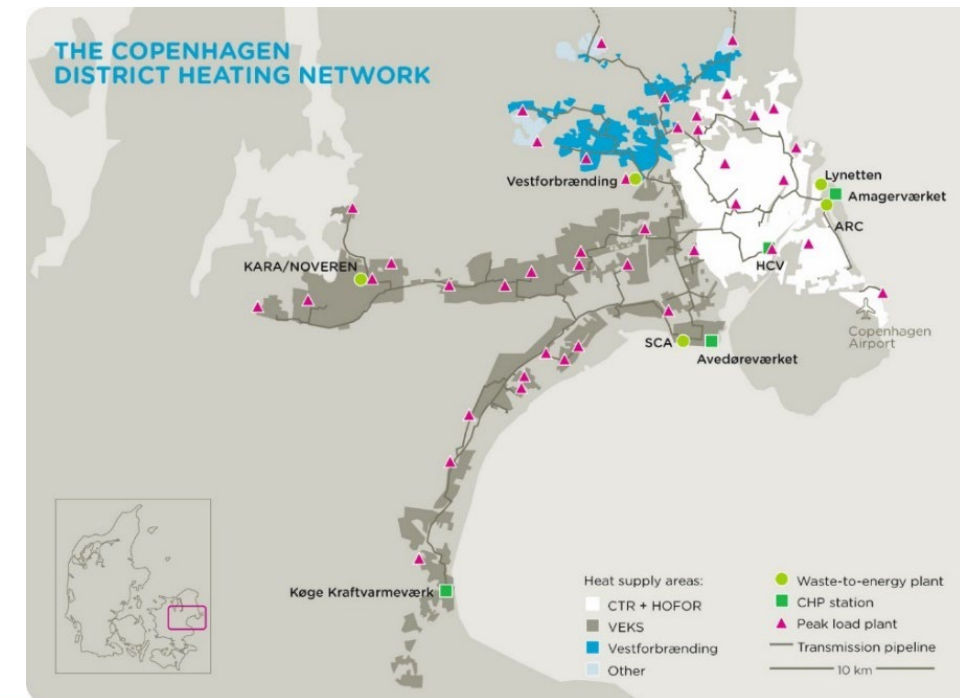 THE COPENHAGEN
DISTRICT HEATING NETWORK
Vestforbrænding
Lynetten
Amagerværket
ARC
KARA/NOVEREN
HCV
Copenhagen
Airport
SCA
Avedøreværket
Køge Kraftvarmeværk
Heat supply areas:
CTR + HOFOR
VEKS
Vestforbrænding
Other
Waste-to-energy plant
CHP station
Peak load plant
Transmission pipeline
10 km